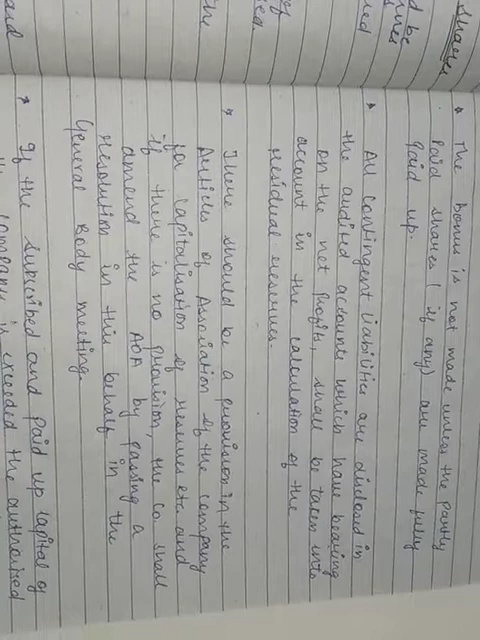 share
The bonus is not made unless the partly
paid shares (if any) are made fully
paid up.
All contingent liabilities are disclosed in
the audited accounts which have bearing
on the net profits, shall be taken into
account in the calculation of the
residual reserves.
There should be a provision in the
Articles of Association of the company
for capitalisation of reserves etc. and
if there is no provision, the co shall
amend the AOA by passing a
resolution in this behalf in the
General Body meeting.
If the subscribed and paid up capital of
company is exceeded the authorised